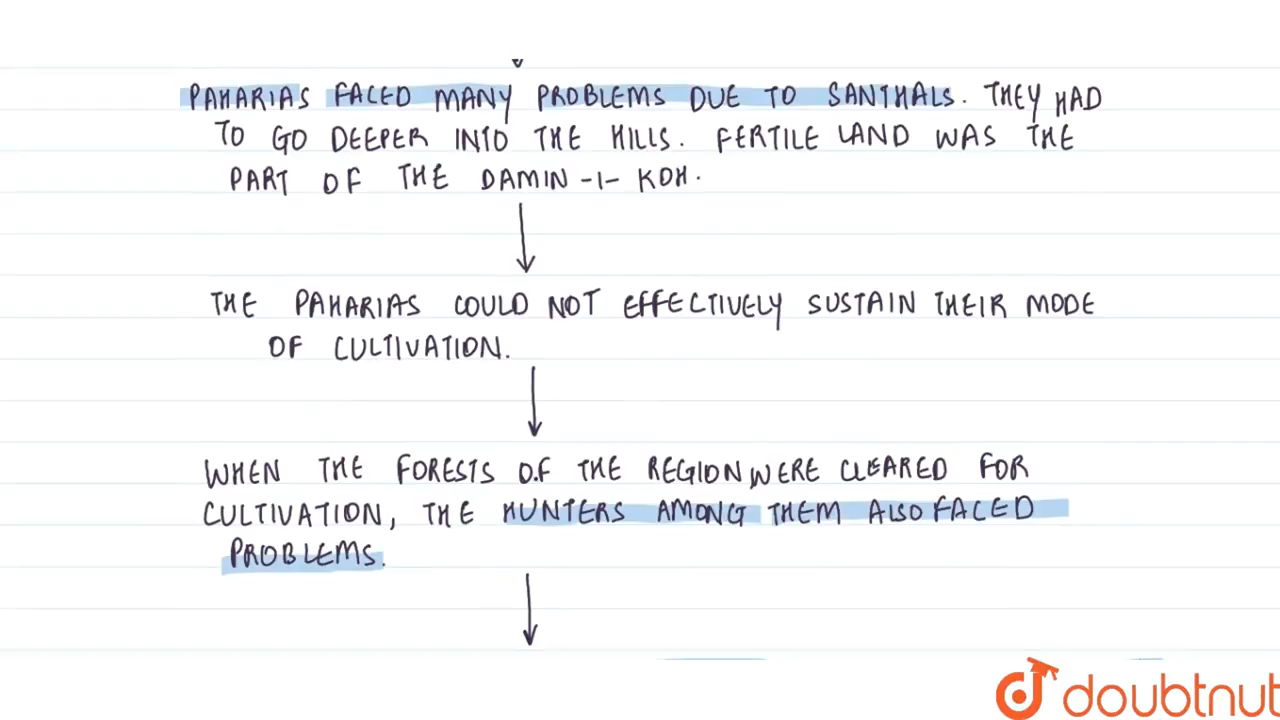 PAHARIAS FACED MANY PROBLEMS DUE TO SANTHALS. THEY HAD
TO GO DEEPER INTO THE HILLS. FERTILE LAND WAS THE
PART OF THE DAMIN-I-KOH.
THE PAHARIAS COULD NOT EFFECTIVELY SUSTAIN THEIR MODE
OF CULTIVATION.
WHEN THE FORESTS OF THE REGION WERE CLEARED FOR
CULTIVATION, THE HUNTERS AMONG THEM ALSO FACED
PROBLEMS.
doubtnut